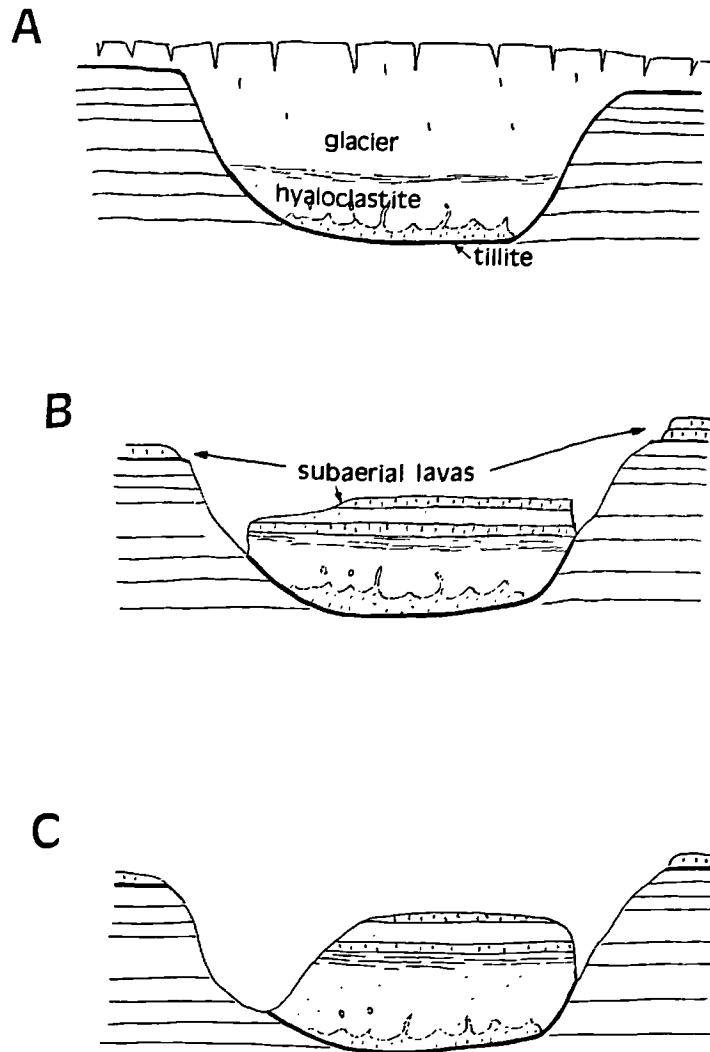 A
glacier
hyaloclastite
tillite
B
subaerial lavas
C